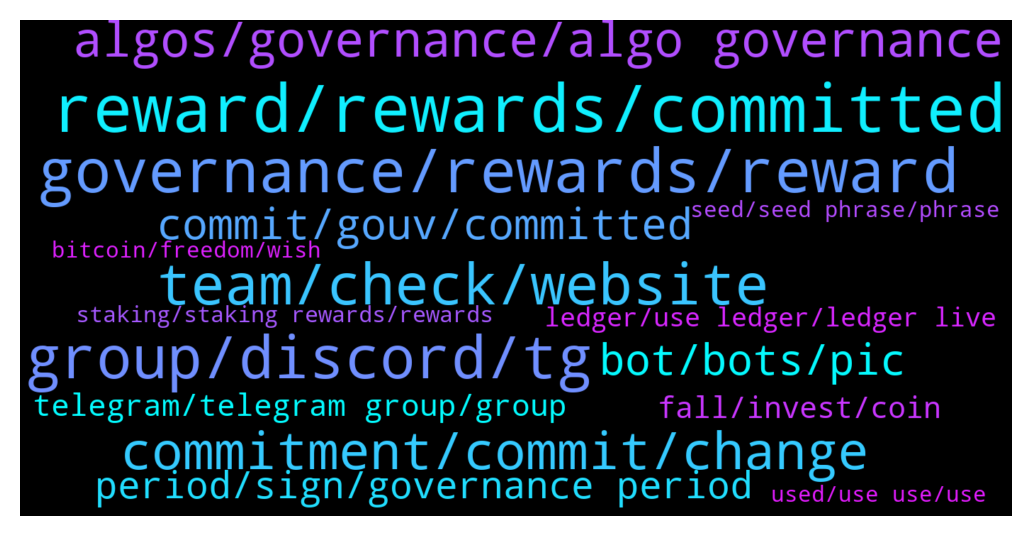 algos/governance/algo governance
reward/rewards/committed
governance/rewards/reward
seed/seed phrase/phrase
commit/gouv/committed
bitcoin/freedom/wish
team/check/website
staking/staking rewards/rewards
ledger/use ledger/ledger live
group/discord/tg
bot/bots/pic
telegram/telegram group/group
fall/invest/coin
commitment/commit/change
period/sign/governance period
used/use use/use